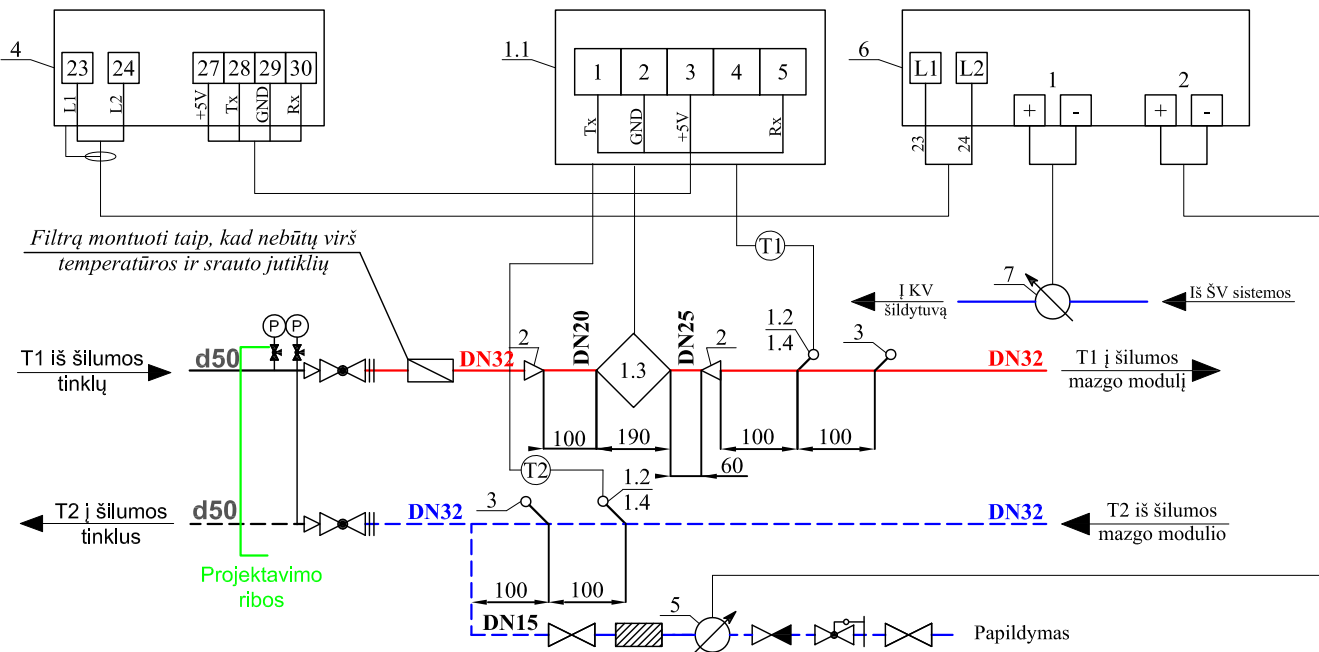 4
23
24
27
28
29
30
L1
L2
+5V
Tx
GND
Rx
1.1
1
2
3
4
5
Tx
GND
+5V
Rx
6
L1
L2
1
2
+
-
+
-
23
24
Filtrą montuoti taip, kad nebūtų virš
temperatūros ir srauto jutiklių
T1
7
Į KV
šildytuvą
Iš ŠV sistemos
P
P
T1 iš šilumos
tinklų
d50
DN32
2
DN20
1.3
DN25
2
1.2
1.4
3
DN32
T1 į šilumos
mazgo modulį
100
190
100
100
60
T2
1.2
1.4
3
T2 į šilumos
tinklus
d50
DN32
DN32
T2 iš šilumos
mazgo modulio
Projektavimo
ribos
100
100
5
DN15
Papildymas